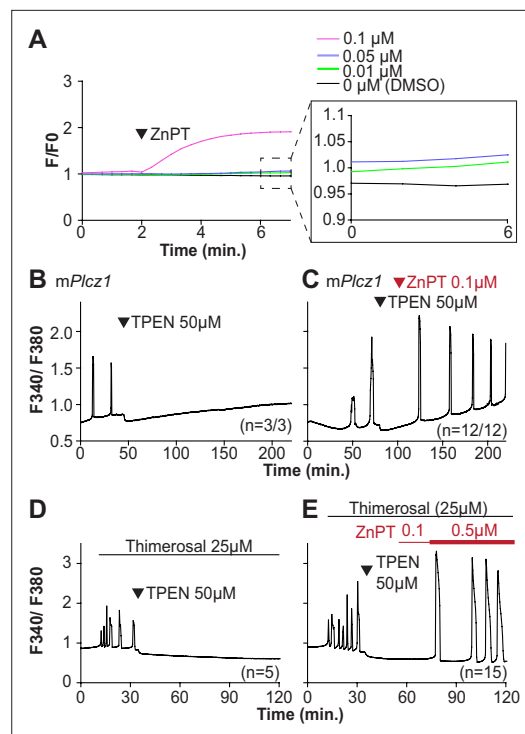 A
0.1 µM
0.05 µM
0.01 µM
0 µM (DMSO)
▼ZnPT
F/F0
3
2
1
0
0 2 4 6
Time (min.)
1.1
1.05
1.0
0.95
0.9
0 6
B mPlcz1
▼TPEN 50µM
F340/ F380
2.0
1.5
1.0
0.5
0 50 100 150 200
(n=3/3)
C mPlcz1
▼ZnPT 0.1µM
▼TPEN 50µM
0 50 100 150 200
(n=12/12)
Time (min.)
Time (min.)
D
Thimerosal 25µM
▼TPEN 50µM
F340/ F380
3
2
1
0
0 30 60 90 120
(n=5)
Time (min.)
E
Thimerosal (25µM)
ZnPT 0.1 0.5µM
▼TPEN
50µM
0 30 60 90 120
(n=15)
Time (min.)